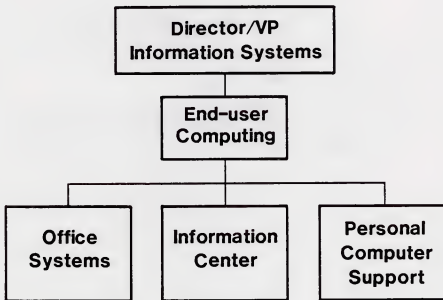 Director/VP
Information Systems
End-user
Computing
Office
Systems
Information
Center
Personal
Computer
Support